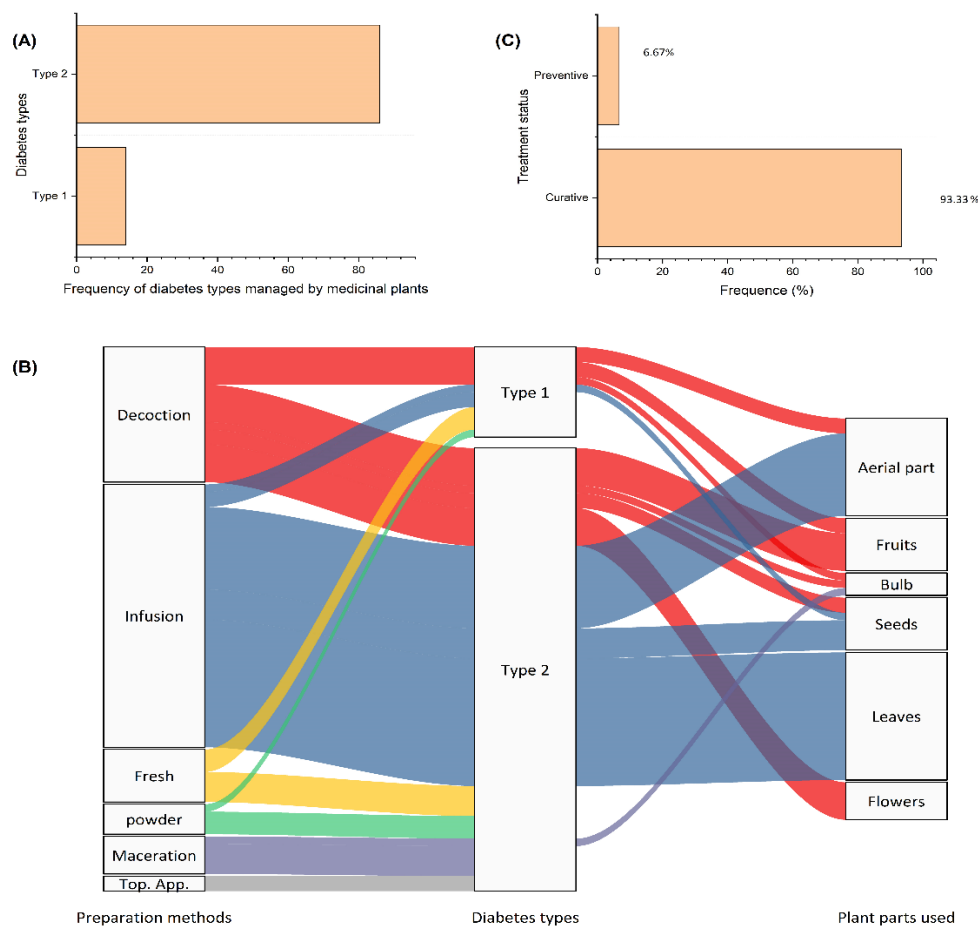 (A)
Diabetes types
Type 2
Type 1
0 20 40 60 80
Frequency of diabetes types managed by medicinal plants
(C)
Treatment status
Preventive
6.67%
Curative
93.33 %
0 20 40 60 80 100
Frequence (%)
(B)
Decoction
Infusion
Fresh
powder
Maceration
Top. App.
Preparation methods
Type 1
Type 2
Diabetes types
Aerial part
Fruits
Bulb
Seeds
Leaves
Flowers
Plant parts used